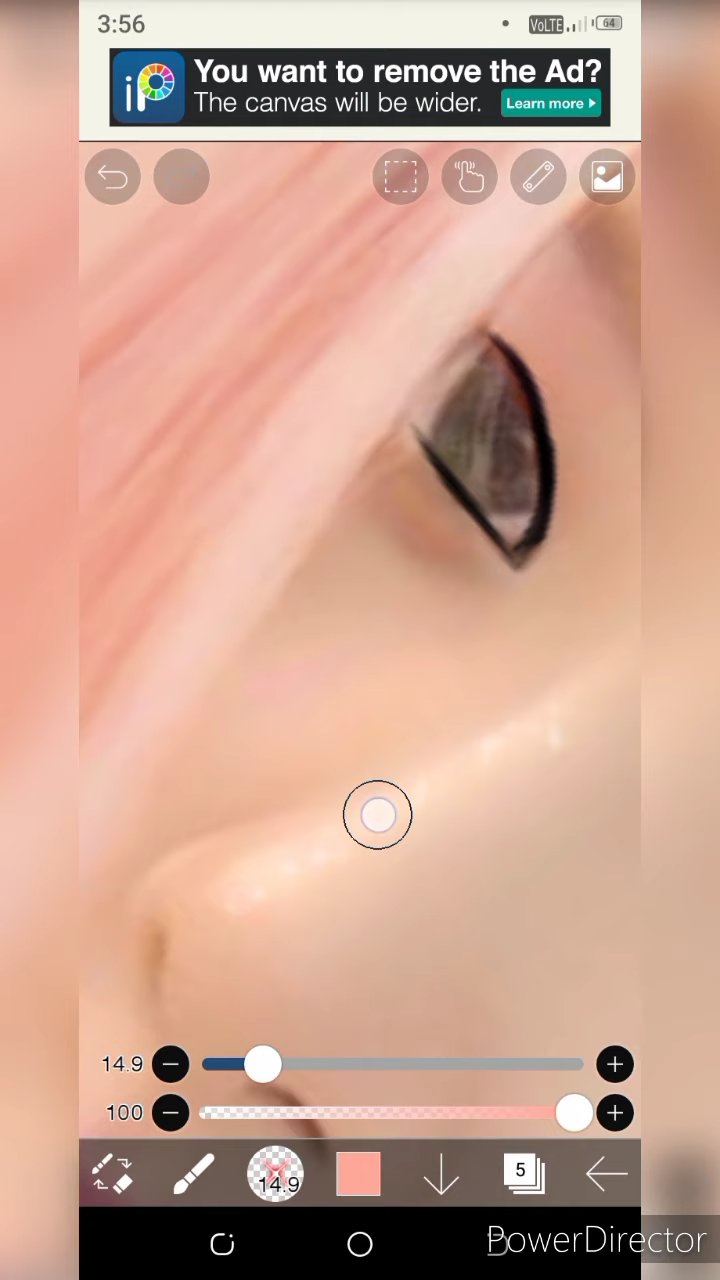 3:56
VoLTE
64
iP
You want to remove the Ad?
The canvas will be wider.
Learn more
14.9
100
14.9
5
PowerDirector